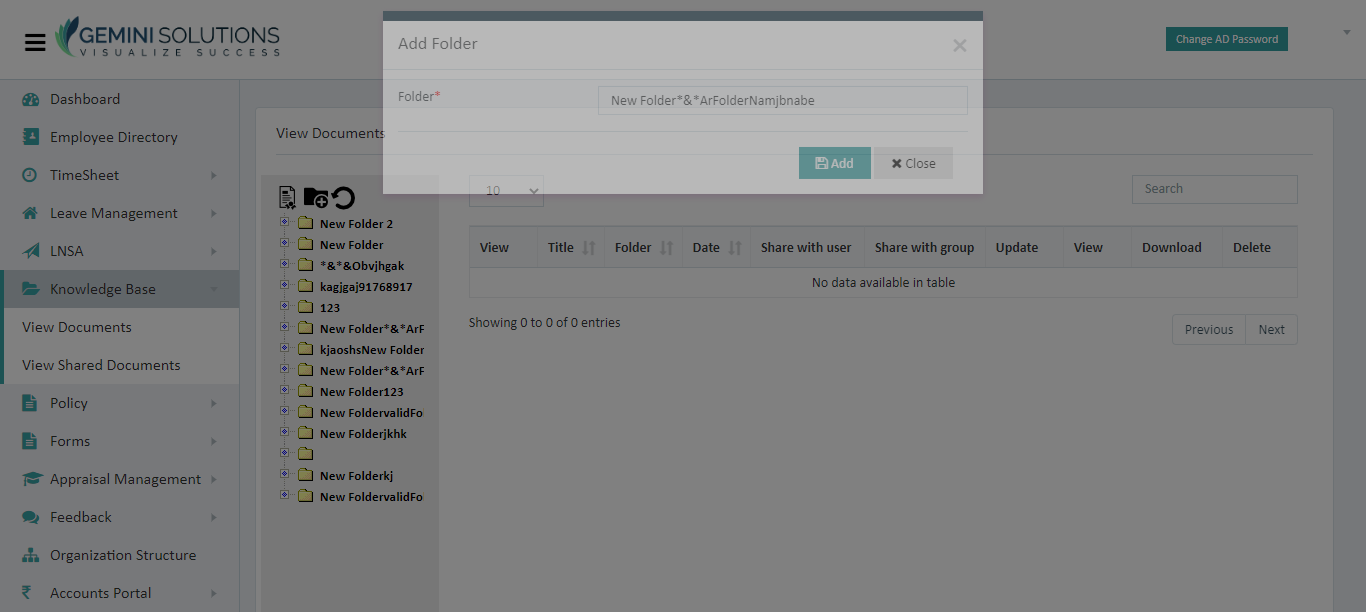 GEMINI SOLUTIONS
VISUALIZE SUCCESS
Change AD Password
Add Folder
×
Folder*
New Folder*&*ArFolderNamjbnabe
Add
Close
Dashboard
Employee Directory
TimeSheet
Leave Management
LNSA
Knowledge Base
View Documents
View Shared Documents
Policy
Forms
Appraisal Management
Feedback
Organization Structure
Accounts Portal
View Documents
New Folder 2
New Folder
*&*&Obvjhgak
kagjgaj91768917
123
New Folder*&*ArF
kjaoshsNew Folder
New Folder*&*ArF
New Folder123
New FoldervalidFo
New Folderjkhk
New Folderkj
New FoldervalidFo
10
Search
View Title Folder Date Share with user Share with group Update View Download Delete
No data available in table
Showing 0 to 0 of 0 entries
Previous Next